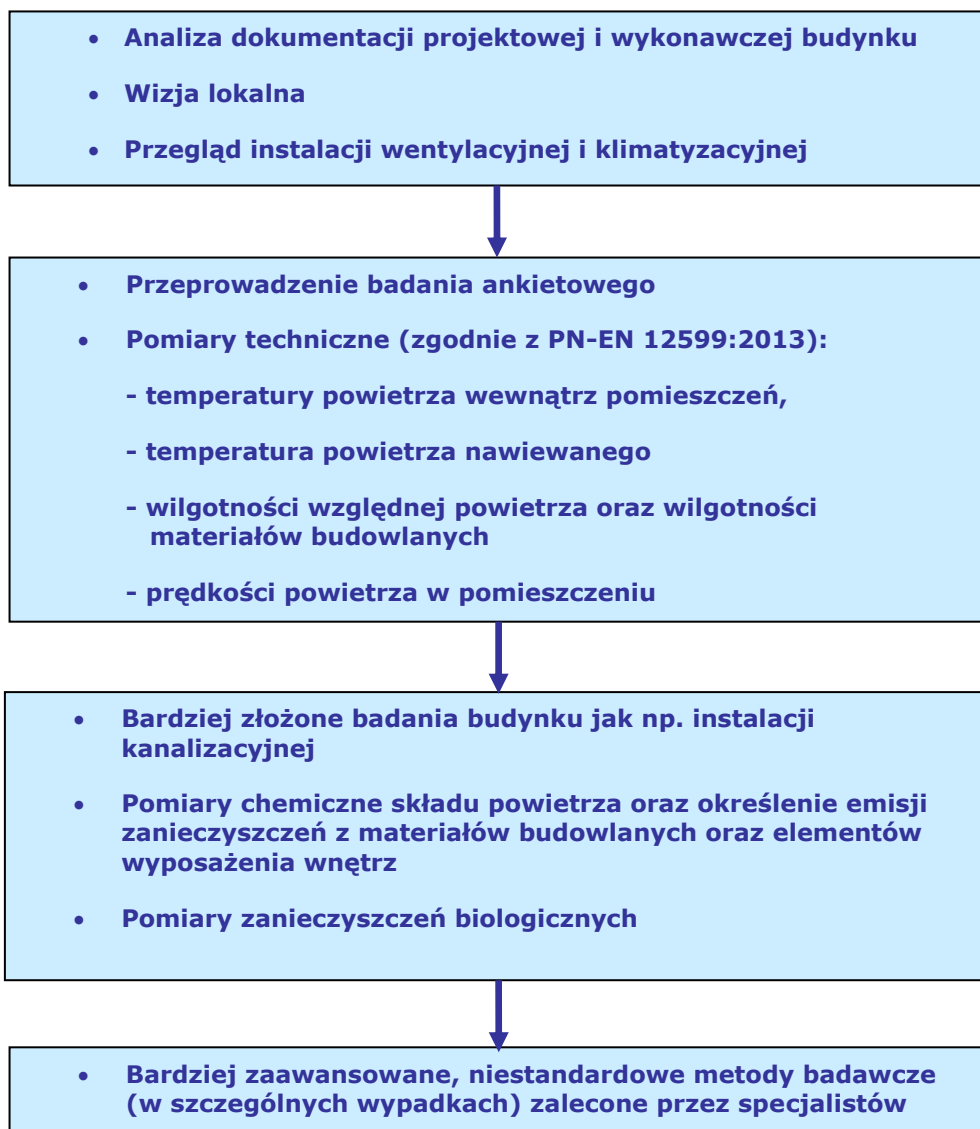 • Analiza dokumentacji projektowej i wykonawczej budynku
• Wizja lokalna
• Przegląd instalacji wentylacyjnej i klimatyzacyjnej
• Przeprowadzenie badania ankietowego
• Pomiary techniczne (zgodnie z PN-EN 12599:2013):
- temperatury powietrza wewnątrz pomieszczeń,
- temperatura powietrza nawiewanego
- wilgotności względnej powietrza oraz wilgotności
materiałów budowlanych
- prędkości powietrza w pomieszczeniu
• Bardziej złożone badania budynku jak np. instalacji
kanalizacyjnej
• Pomiary chemiczne składu powietrza oraz określenie emisji
zanieczyszczeń z materiałów budowlanych oraz elementów
wyposażenia wnętrz
• Pomiary zanieczyszczeń biologicznych
• Bardziej zaawansowane, niestandardowe metody badawcze
(w szczególnych wypadkach) zalecone przez specjalistów